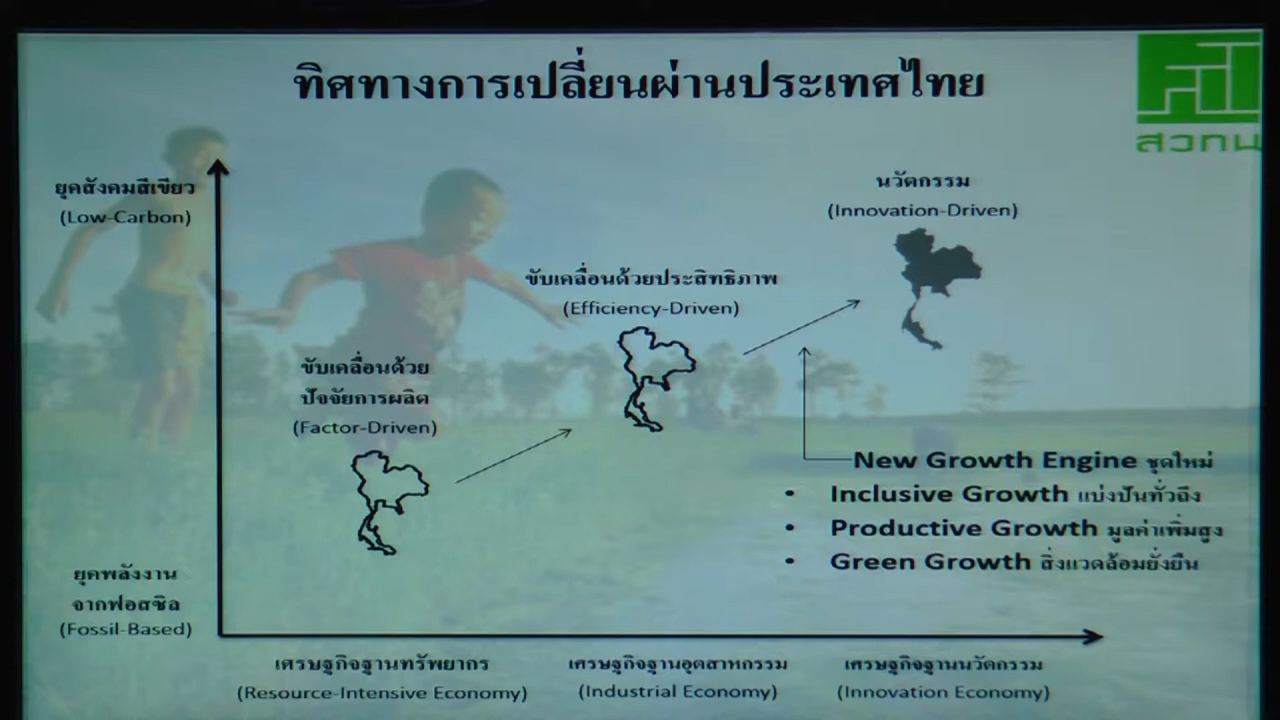 ทิศทางการเปลี่ยนผ่านประเทศไทย
สวทน
ยุคสังคมสีเขียว
(Low-Carbon)
นวัตกรรม
(Innovation-Driven)
ขับเคลื่อนด้วยประสิทธิภาพ
(Efficiency-Driven)
ขับเคลื่อนด้วย
ปัจจัยการผลิต
(Factor-Driven)
New Growth Engine ชุดใหม่
• Inclusive Growth แบ่งปันทั่วถึง
• Productive Growth มูลค่าเพิ่มสูง
• Green Growth สิ่งแวดล้อมยั่งยืน
ยุคพลังงาน
จากฟอสซิล
(Fossil-Based)
เศรษฐกิจฐานทรัพยากร
(Resource-Intensive Economy)
เศรษฐกิจฐานอุตสาหกรรม
(Industrial Economy)
เศรษฐกิจฐานนวัตกรรม
(Innovation Economy)